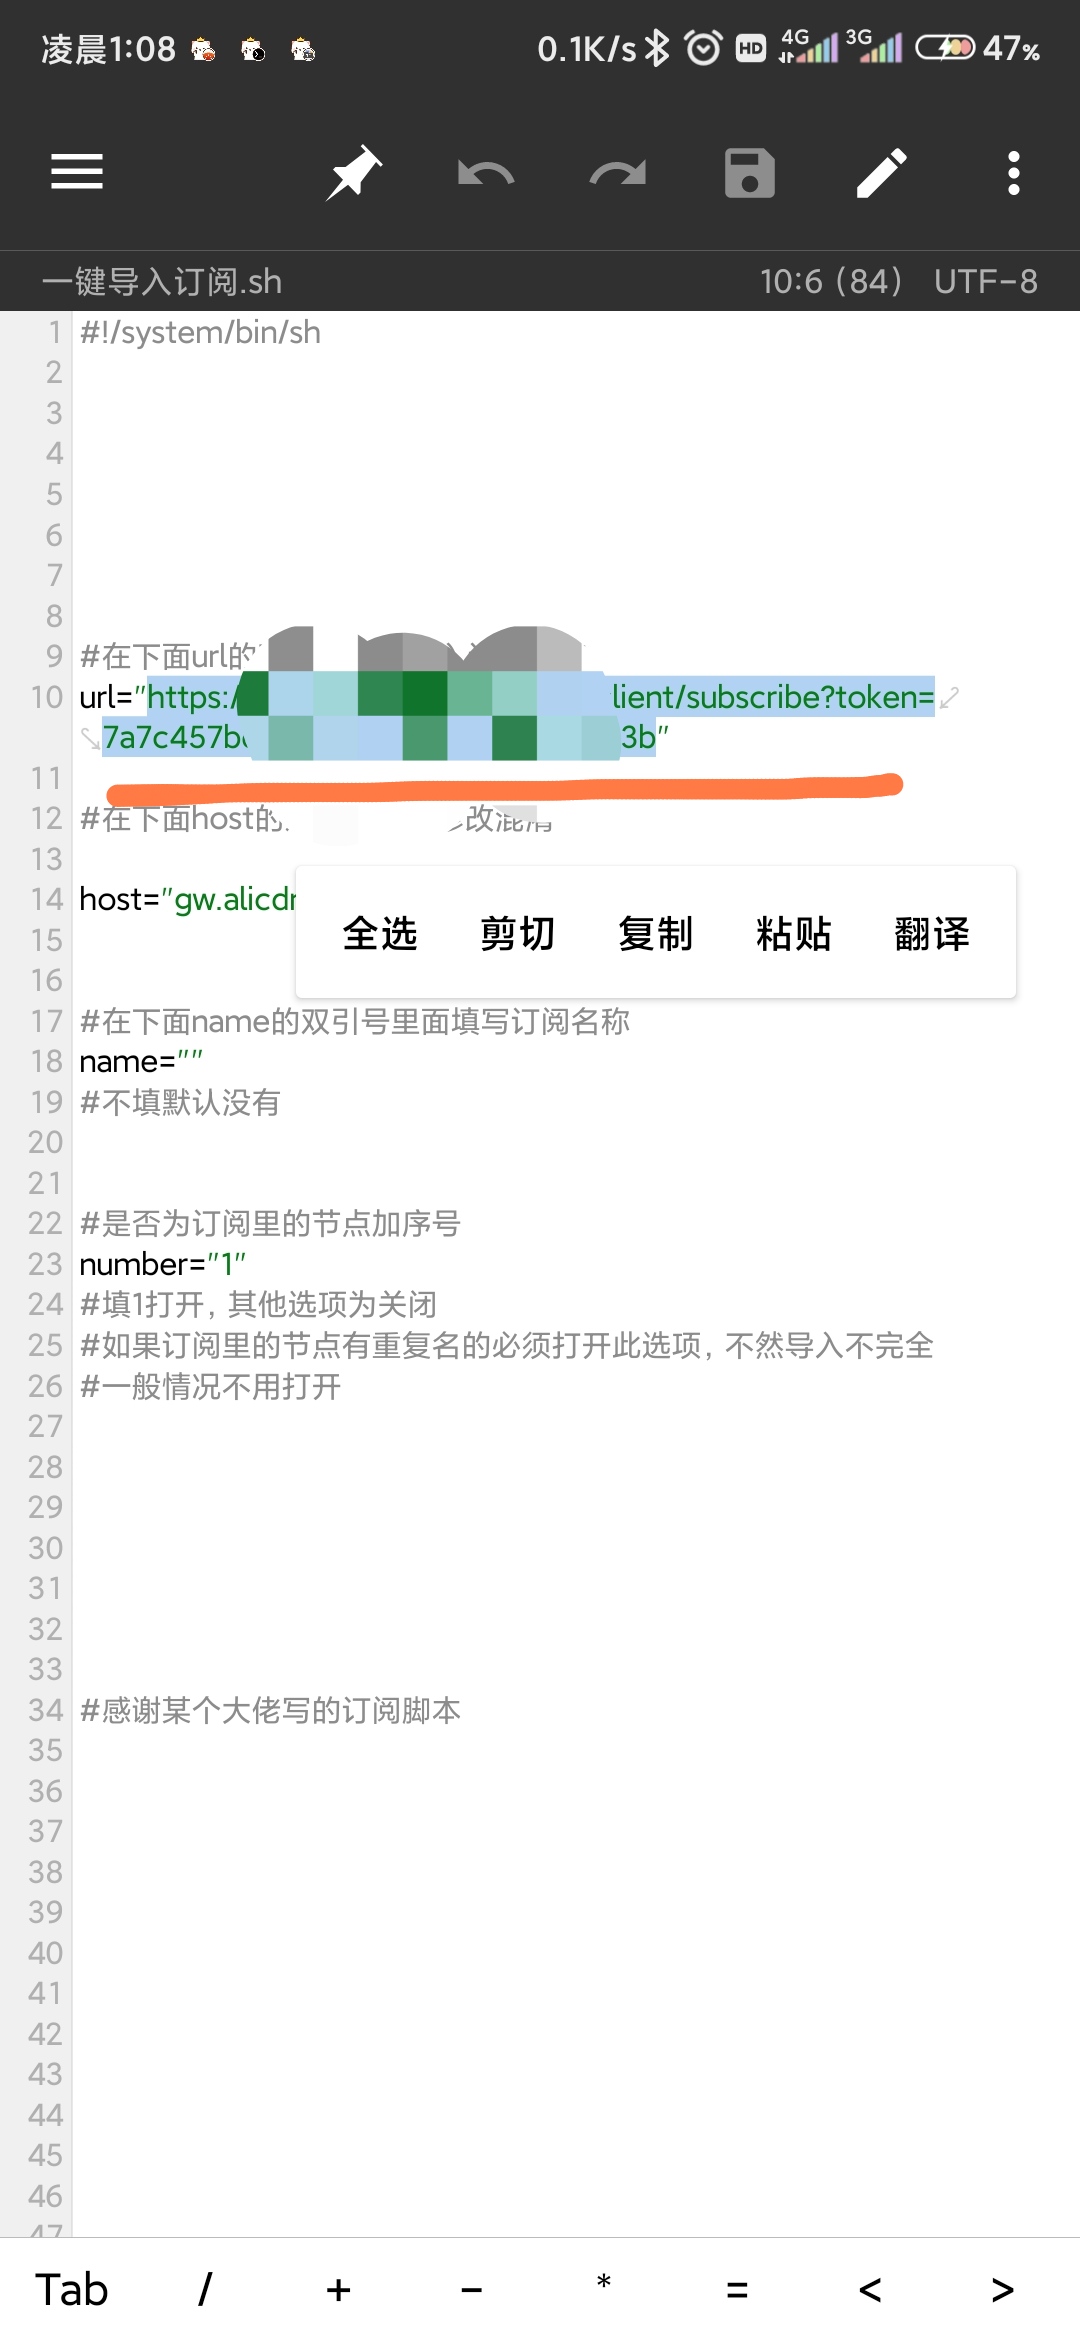 凌晨1:08 0.1K/s HD 4G 3G 47%
一键导入订阅.sh 10:6 (84) UTF-8
1 #!/system/bin/sh
2
3
4
5
6
7
8
9 #在下面url的
10 url="https:/ lient/subscribe?token=
7a7c457b 3b"
11
12 #在下面host的 改混淆
13
14 host="gw.alicdn
15
16
17 #在下面name的双引号里面填写订阅名称
18 name=""
19 #不填默认没有
20
21
22 #是否为订阅里的节点加序号
23 number="1"
24 #填1打开, 其他选项为关闭
25 #如果订阅里的节点有重复名的必须打开此选项, 不然导入不完全
26 #一般情况不用打开
27
28
29
30
31
32
33
34 #感谢某个大佬写的订阅脚本
35
36
37
38
39
40
41
42
43
44
45
46
47
全选 剪切 复制 粘贴 翻译
Tab / + - * = < >